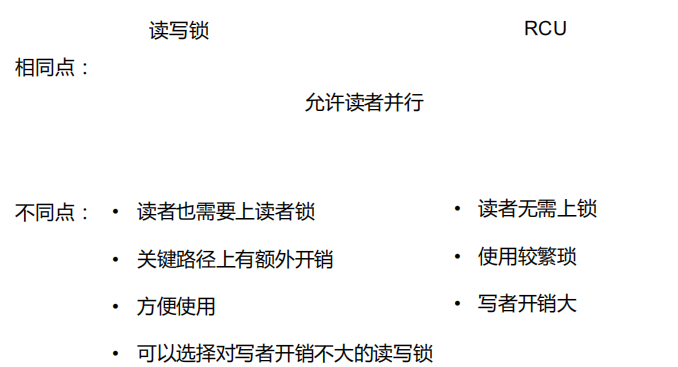 读写锁 RCU
相同点：
允许读者并行
不同点：
• 读者也需要上读者锁
• 关键路径上有额外开销
• 方便使用
• 可以选择对写者开销不大的读写锁
• 读者无需上锁
• 使用较繁琐
• 写者开销大